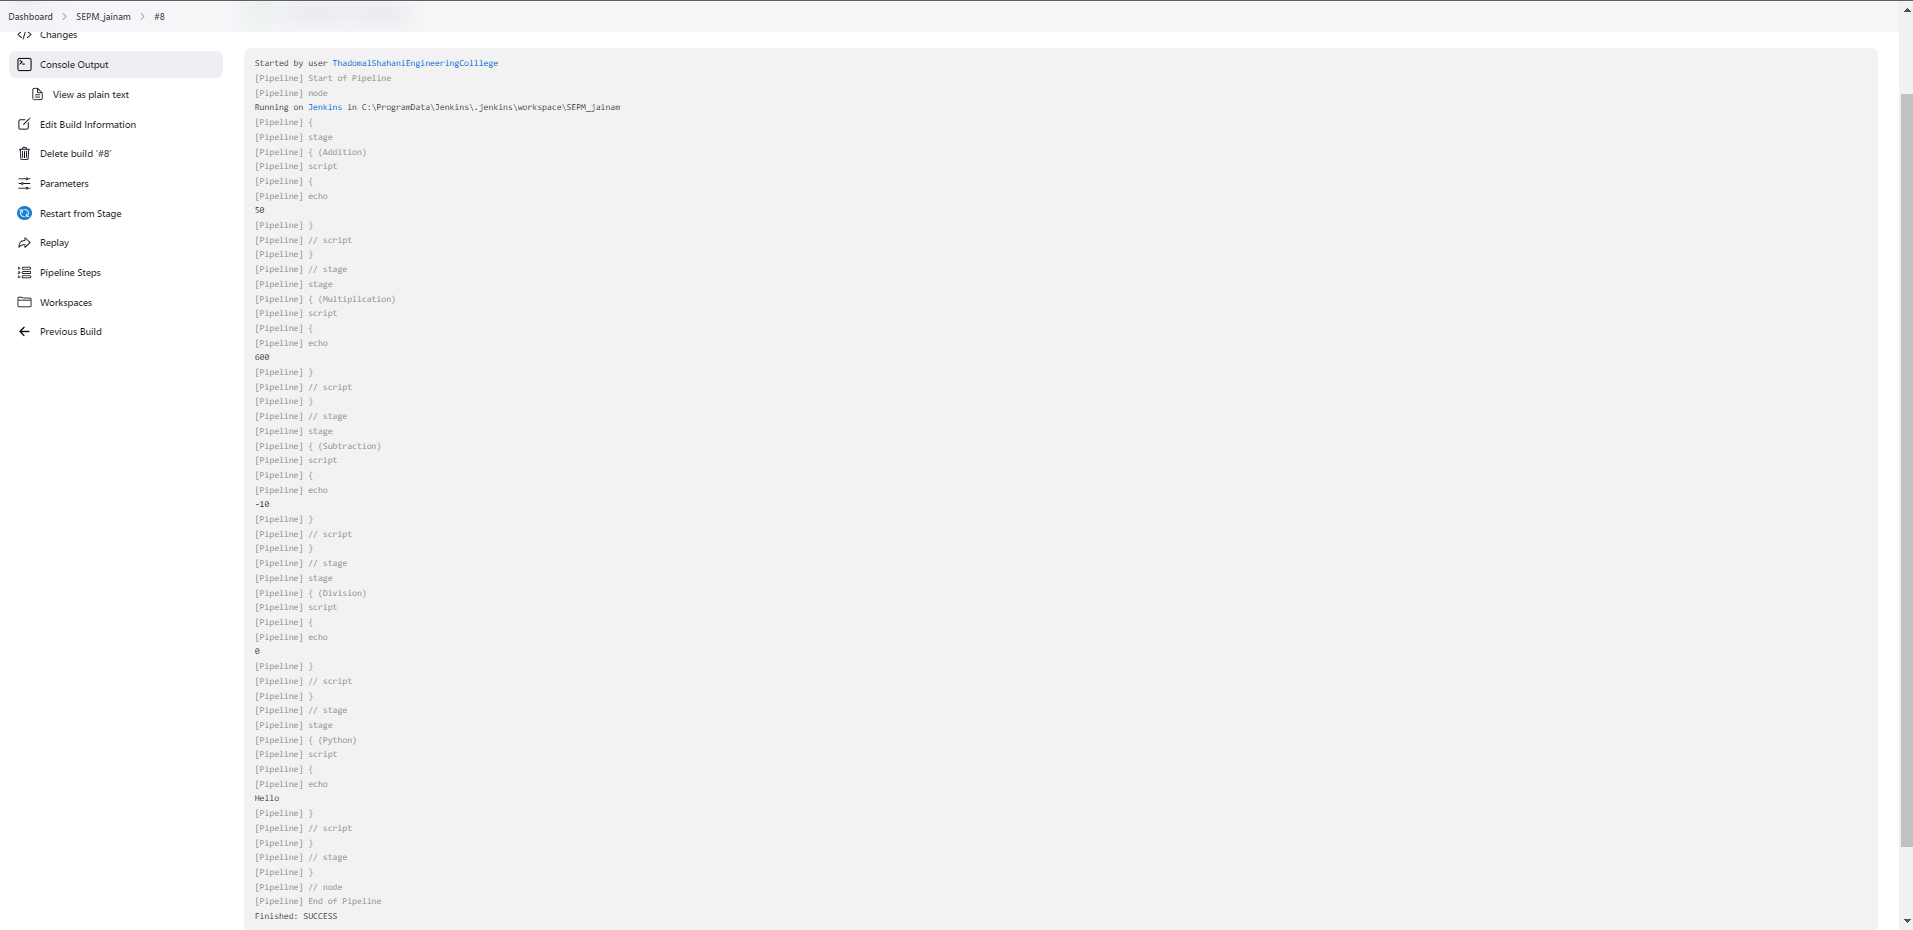 Dashboard > SEPM_jainam > #8
Changes
Console Output
View as plain text
Edit Build Information
Delete build '#8'
Parameters
Restart from Stage
Replay
Pipeline Steps
Workspaces
Previous Build
Started by user ThadomalShahaniEngineeringColllege
[Pipeline] Start of Pipeline
[Pipeline] node
Running on Jenkins in C:\ProgramData\Jenkins\.jenkins\workspace\SEPM_jainam
[Pipeline] {
[Pipeline] stage
[Pipeline] { (Addition)
[Pipeline] script
[Pipeline] {
[Pipeline] echo
50
[Pipeline] }
[Pipeline] // script
[Pipeline] }
[Pipeline] // stage
[Pipeline] stage
[Pipeline] { (Multiplication)
[Pipeline] script
[Pipeline] {
[Pipeline] echo
600
[Pipeline] }
[Pipeline] // script
[Pipeline] }
[Pipeline] // stage
[Pipeline] stage
[Pipeline] { (Subtraction)
[Pipeline] script
[Pipeline] {
[Pipeline] echo
-10
[Pipeline] }
[Pipeline] // script
[Pipeline] }
[Pipeline] // stage
[Pipeline] stage
[Pipeline] { (Division)
[Pipeline] script
[Pipeline] {
[Pipeline] echo
0
[Pipeline] }
[Pipeline] // script
[Pipeline] }
[Pipeline] // stage
[Pipeline] stage
[Pipeline] { (Python)
[Pipeline] script
[Pipeline] {
[Pipeline] echo
Hello
[Pipeline] }
[Pipeline] // script
[Pipeline] }
[Pipeline] // stage
[Pipeline] }
[Pipeline] // node
[Pipeline] End of Pipeline
Finished: SUCCESS